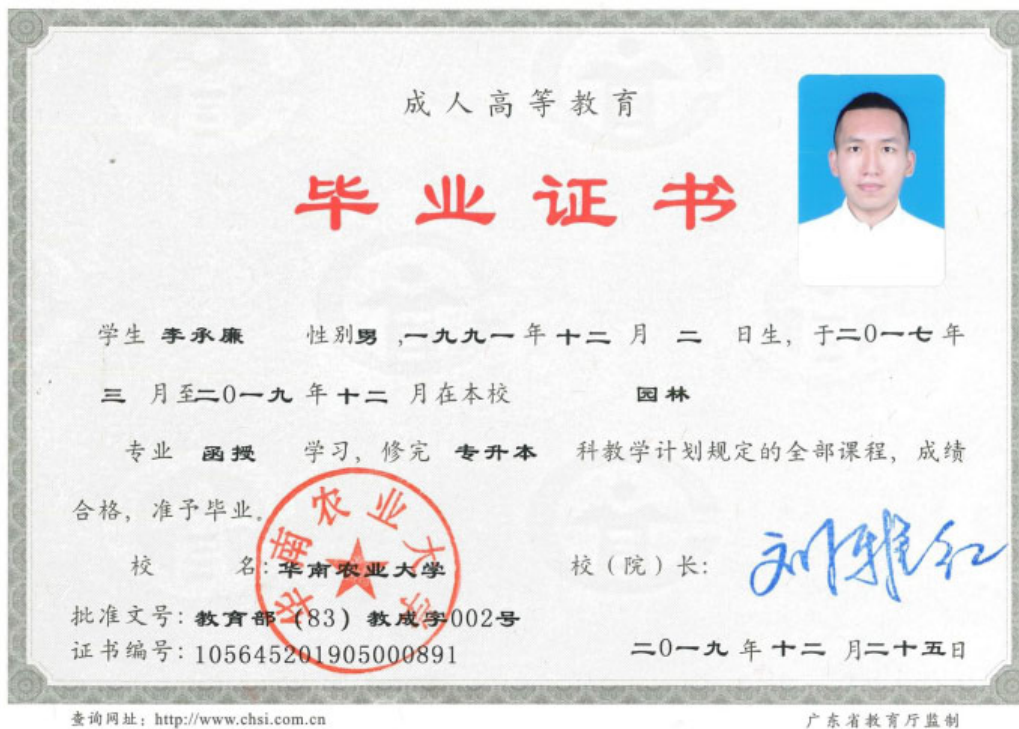 成人高等教育
毕业证书
学生 李承廉 性别男 ,一九九一年十二 月 二 日生, 于二0一七年
三 月至二0一九 年十二 月在本校 园林
专业 函授 学习, 修完 专升本 科教学计划规定的全部课程, 成绩
合格, 准予毕业。
华南农业大学
校 名: 华南农业大学 校（院）长: 刘雅红
批准文号: 教育部（83）教成字002号
证书编号: 105645201905000891 二0一九 年十二 月二十五日
查询网址: http://www.chsi.com.cn 广东省教育厅监制